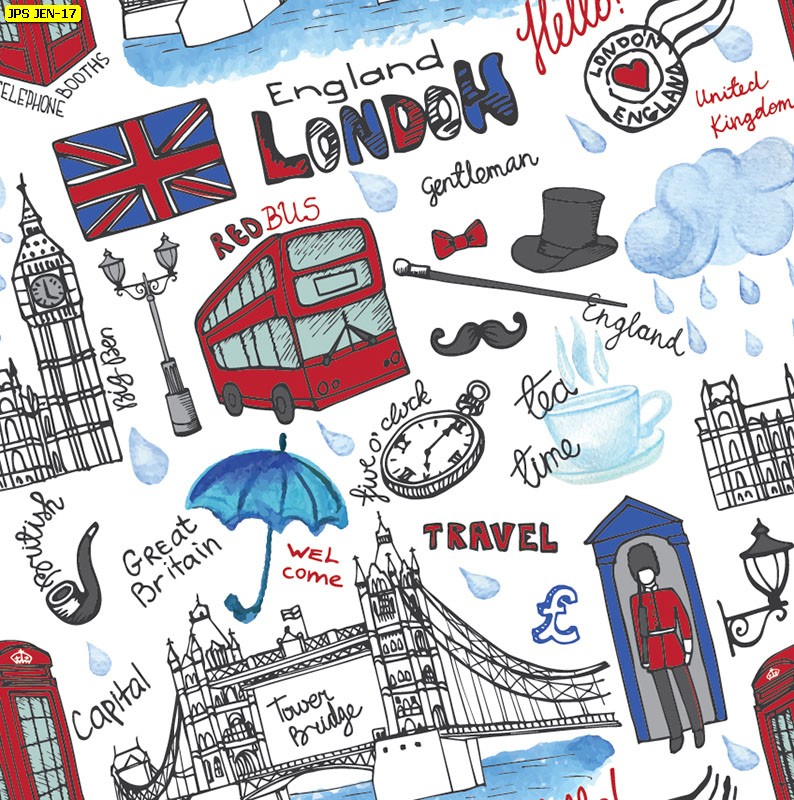 JPS JEN-17
TELEPHONE
BOOTHS
Hello!
LONDON
ENGLAND
United
Kingdom
England
LONDON
Gentleman
RED BUS
England
Big Ben
five o'clock
tea
time
British
GREAT
Britain
WEL
come
TRAVEL
£
Capital
Tower
Bridge